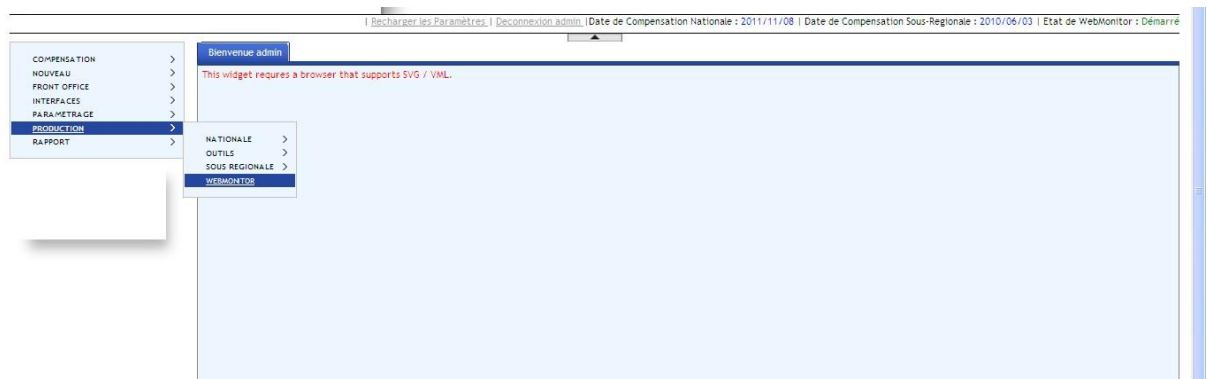 | Recharger les Paramètres | Deconnexion admin |Date de Compensation Nationale : 2011/11/08 | Date de Compensation Sous-Regionale : 2010/06/03 | Etat de WebMonitor : Démarré
Bienvenue admin
This widget requres a browser that supports SVG / VML.
COMPENSATION >
NOUVEAU >
FRONT OFFICE >
INTERFACES >
PARAMETRAGE >
PRODUCTION >
RAPPORT >
NATIONALE >
OUTILS >
SOUS REGIONALE >
WEBMONITOR